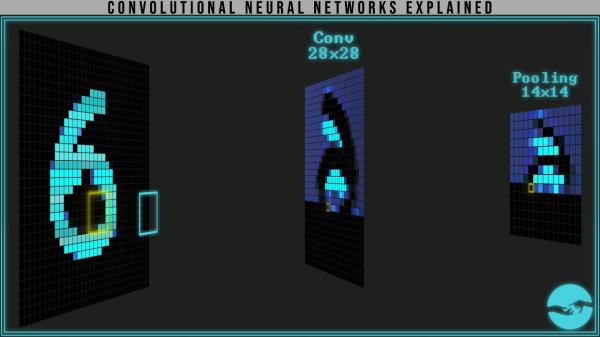 CONVOLUTIONAL NEURAL NETWORKS EXPLAINED
Conv
28x28
Pooling
14x14